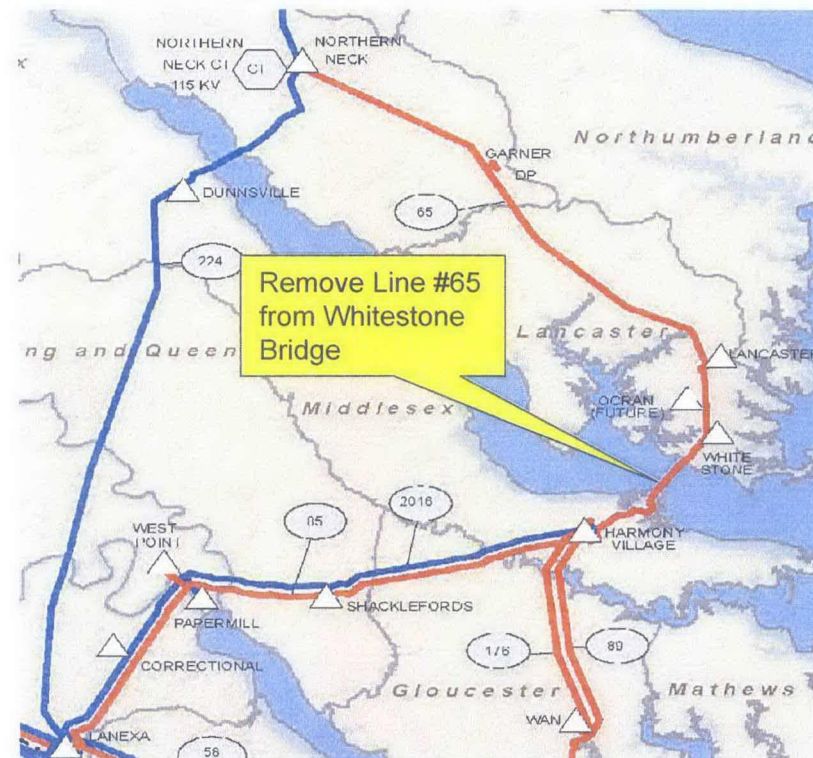 NORTHERN
NECK CT
115 KV
CT
NORTHERN
NECK
Northumberland
GARNER
DP
DUNNSVILLE
65
224
Remove Line #65
from Whitestone
Bridge
Lancaster
ng and Queen
LANCASTER
Middlesex
OCRAN
(FUTURE)
WHITE
STONE
2016
85
WEST
POINT
HARMONY
VILLAGE
SHACKLEFORDS
PAPERMILL
CORRECTIONAL
176
89
Gloucester
Mathews
WAN
LANEXA
58